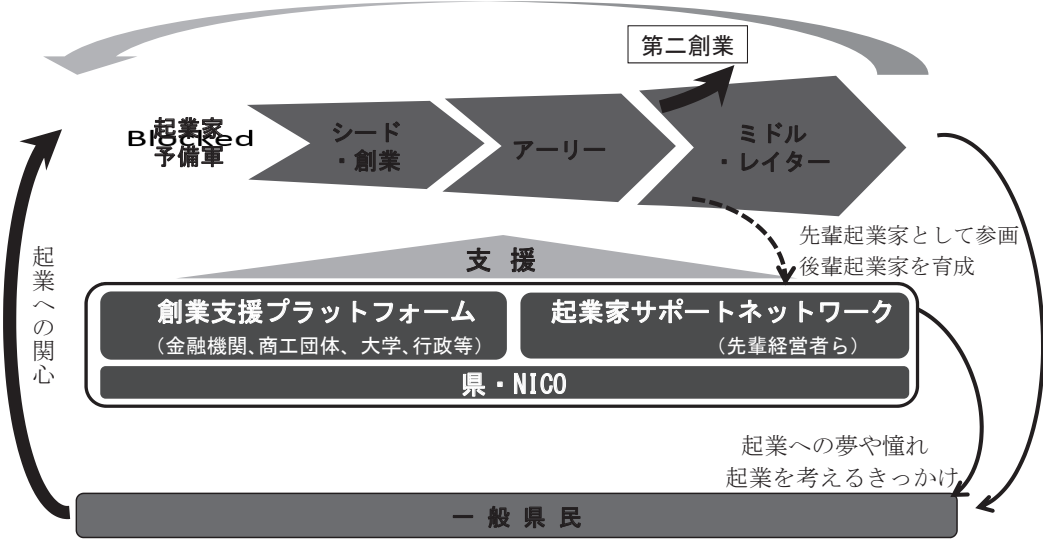 第二創業
起業家
Blocked
予備軍
シード
・創業
アーリー
ミドル
・レイター
先輩起業家として参画
後輩起業家を育成
支 援
起業への関心
創業支援プラットフォーム
（金融機関、商工団体、大学、行政等）
起業家サポートネットワーク
（先輩経営者ら）
県・NICO
起業への夢や憧れ
起業を考えるきっかけ
一 般 県 民